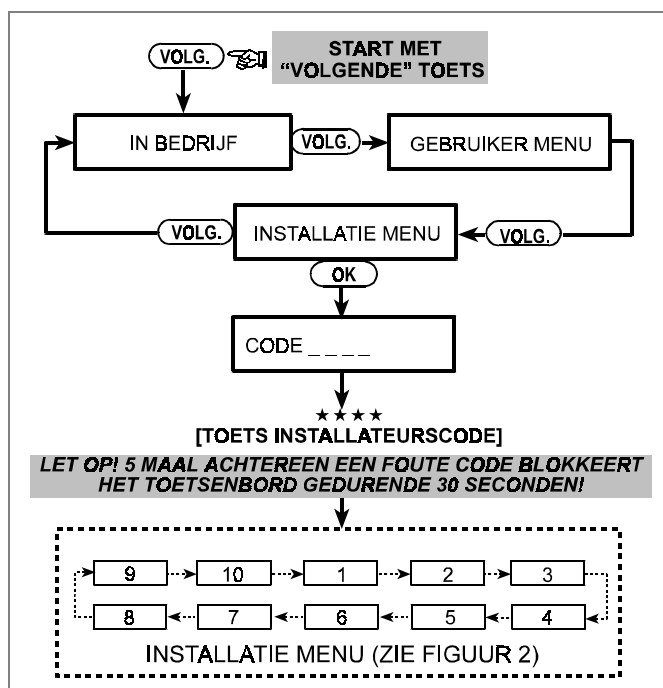 VOLG.
START MET
“VOLGENDE” TOETS
IN BEDRIJF
VOLG.
GEBRUIKER MENU
VOLG.
INSTALLATIE MENU
VOLG.
OK
CODE _ _ _ _
★★★★
[TOETS INSTALLATEURSCODE]
LET OP! 5 MAAL ACHTEREEN EEN FOUTE CODE BLOKKEERT
HET TOETSENBORD GEDURENDE 30 SECONDEN!
9 10 1 2 3
8 7 6 5 4
INSTALLATIE MENU (ZIE FIGUUR 2)